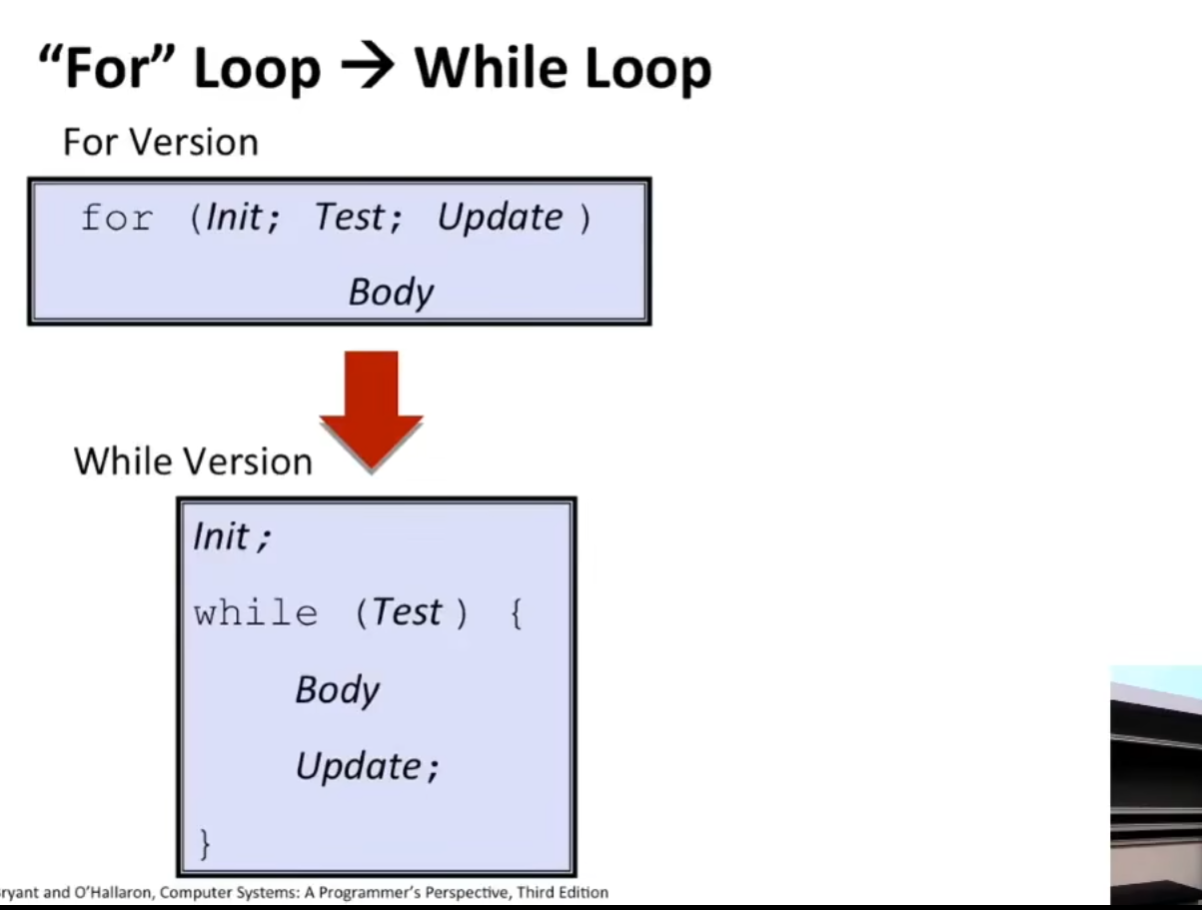 “For” Loop → While Loop
For Version
for (Init; Test; Update )
Body
While Version
Init;
while (Test ) {
Body
Update;
}
and O’Hallaron, Computer Systems: A Programmer’s Perspective, Third Edition